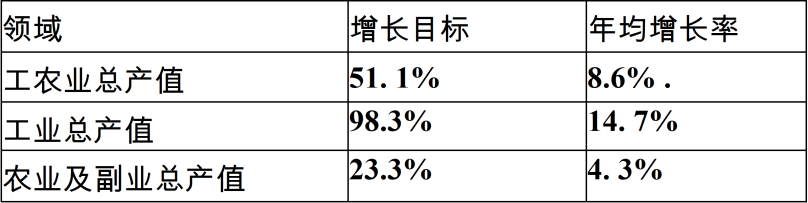 领域 增长目标 年均增长率
工农业总产值 51. 1% 8.6% .
工业总产值 98.3% 14. 7%
农业及副业总产值 23.3% 4. 3%